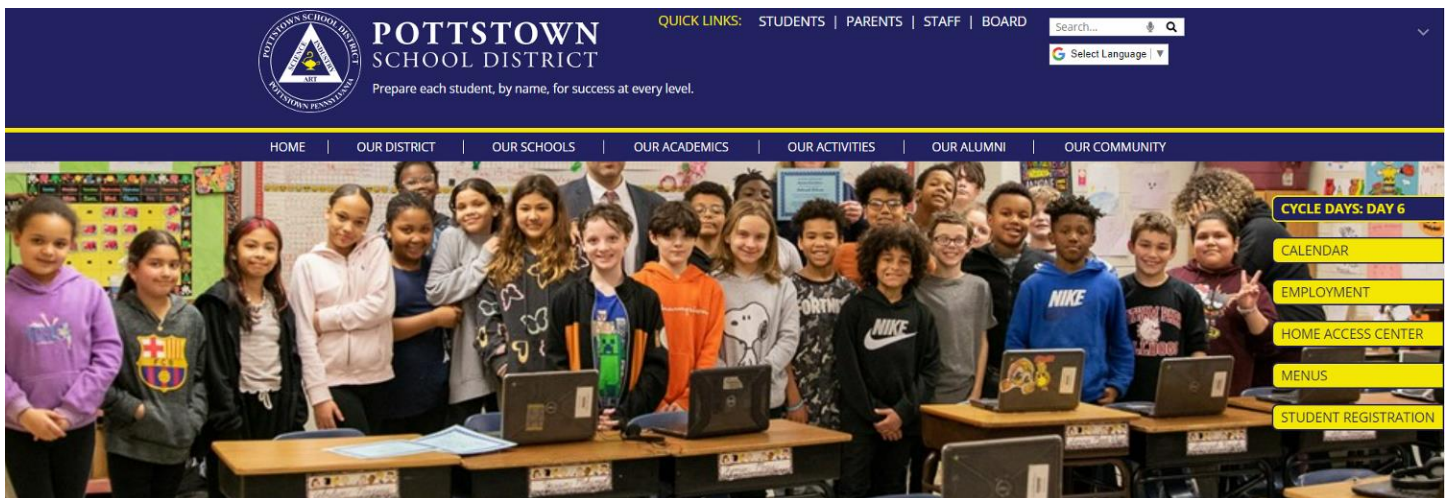 POTTSTOWN SCHOOL DISTRICT
SCIENCE
INDUSTRY
ART
POTTSTOWN PENNSYLVANIA
POTTSTOWN
SCHOOL DISTRICT
Prepare each student, by name, for success at every level.
QUICK LINKS: STUDENTS | PARENTS | STAFF | BOARD
Search...
Select Language ▼
HOME | OUR DISTRICT | OUR SCHOOLS | OUR ACADEMICS | OUR ACTIVITIES | OUR ALUMNI | OUR COMMUNITY
CYCLE DAYS: DAY 6
CALENDAR
EMPLOYMENT
HOME ACCESS CENTER
MENUS
STUDENT REGISTRATION
FORTNITE
NIKE
NIKE